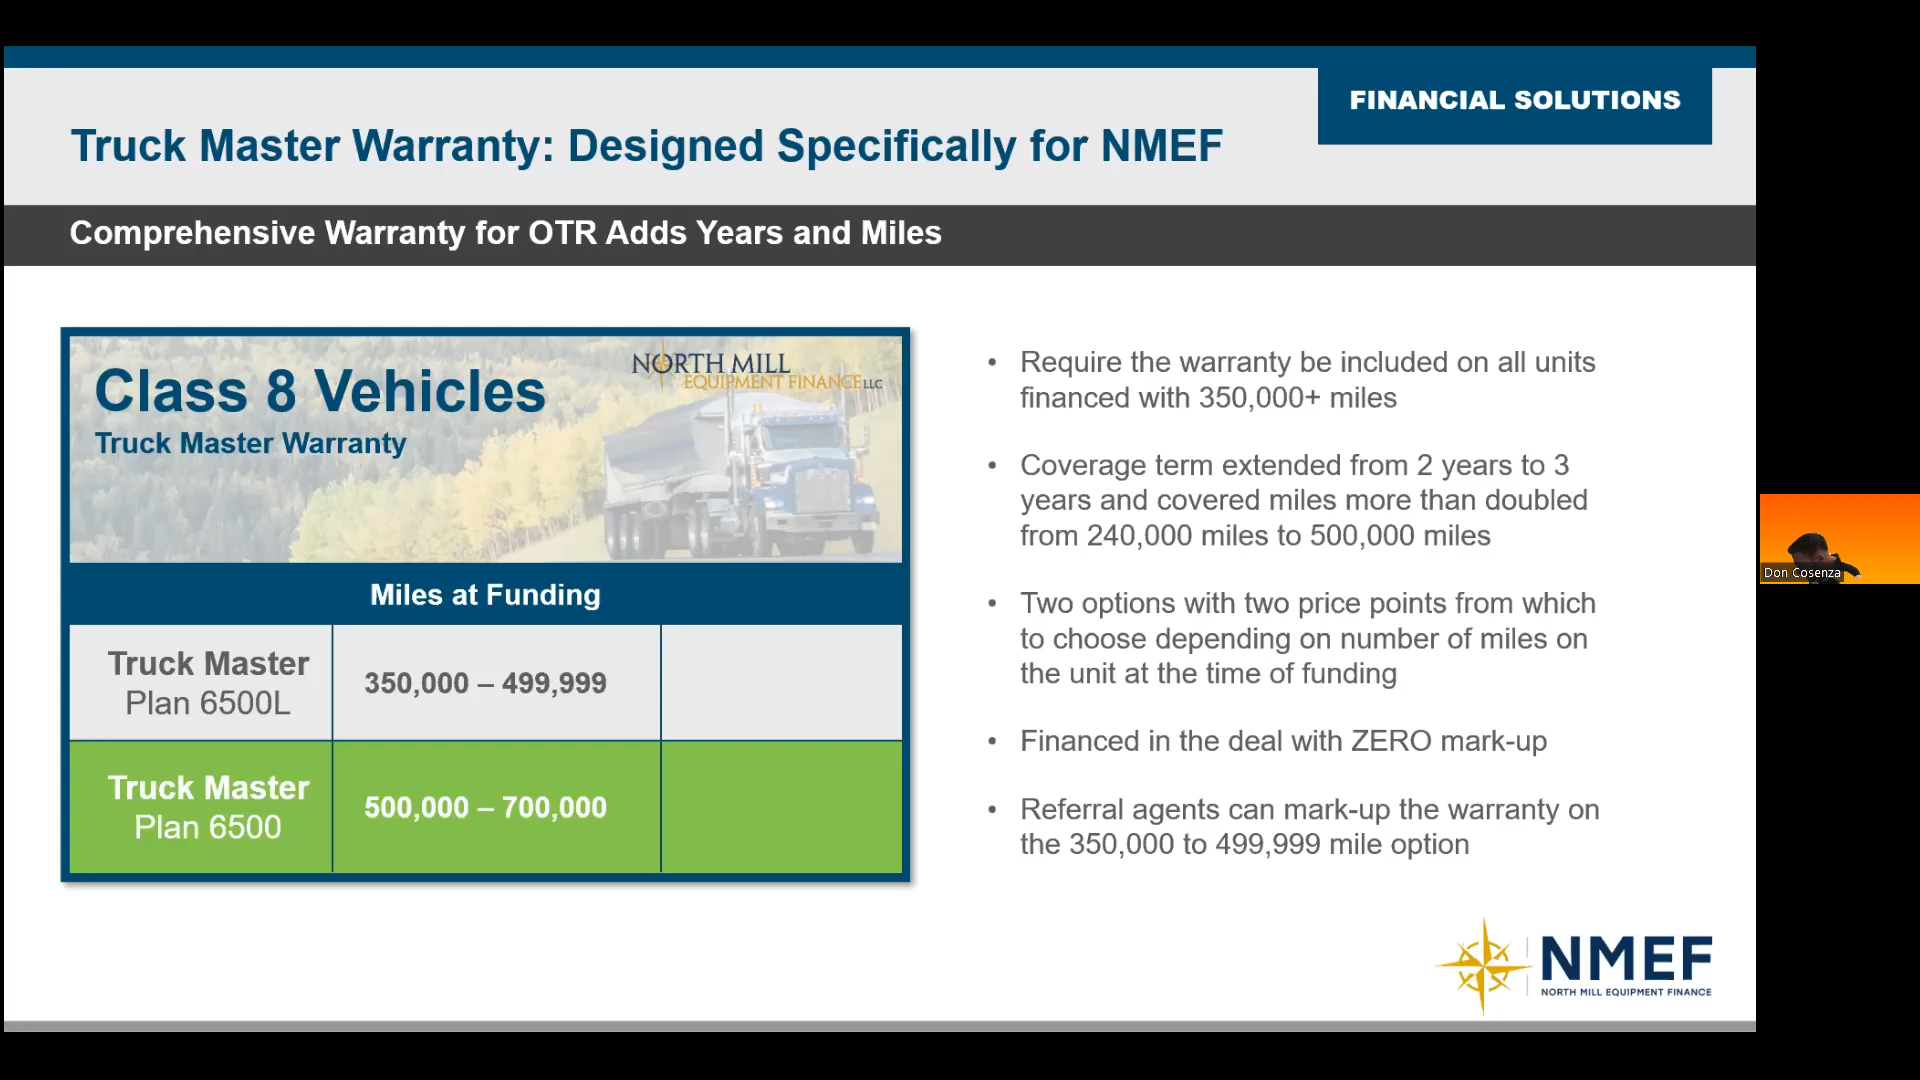 FINANCIAL SOLUTIONS
Truck Master Warranty: Designed Specifically for NMEF
Comprehensive Warranty for OTR Adds Years and Miles
NORTH MILL
EQUIPMENT FINANCE LLC
Class 8 Vehicles
Truck Master Warranty
Miles at Funding
Truck Master
Plan 6500L
350,000 – 499,999
Truck Master
Plan 6500
500,000 – 700,000
• Require the warranty be included on all units
financed with 350,000+ miles
• Coverage term extended from 2 years to 3
years and covered miles more than doubled
from 240,000 miles to 500,000 miles
• Two options with two price points from which
to choose depending on number of miles on
the unit at the time of funding
• Financed in the deal with ZERO mark-up
• Referral agents can mark-up the warranty on
the 350,000 to 499,999 mile option
NMEF
NORTH MILL EQUIPMENT FINANCE
Don Cosenza